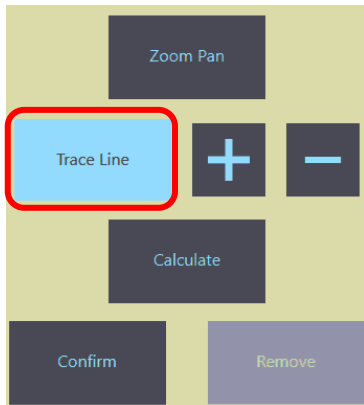 Zoom Pan
Trace Line + −
Calculate
Confirm Remove